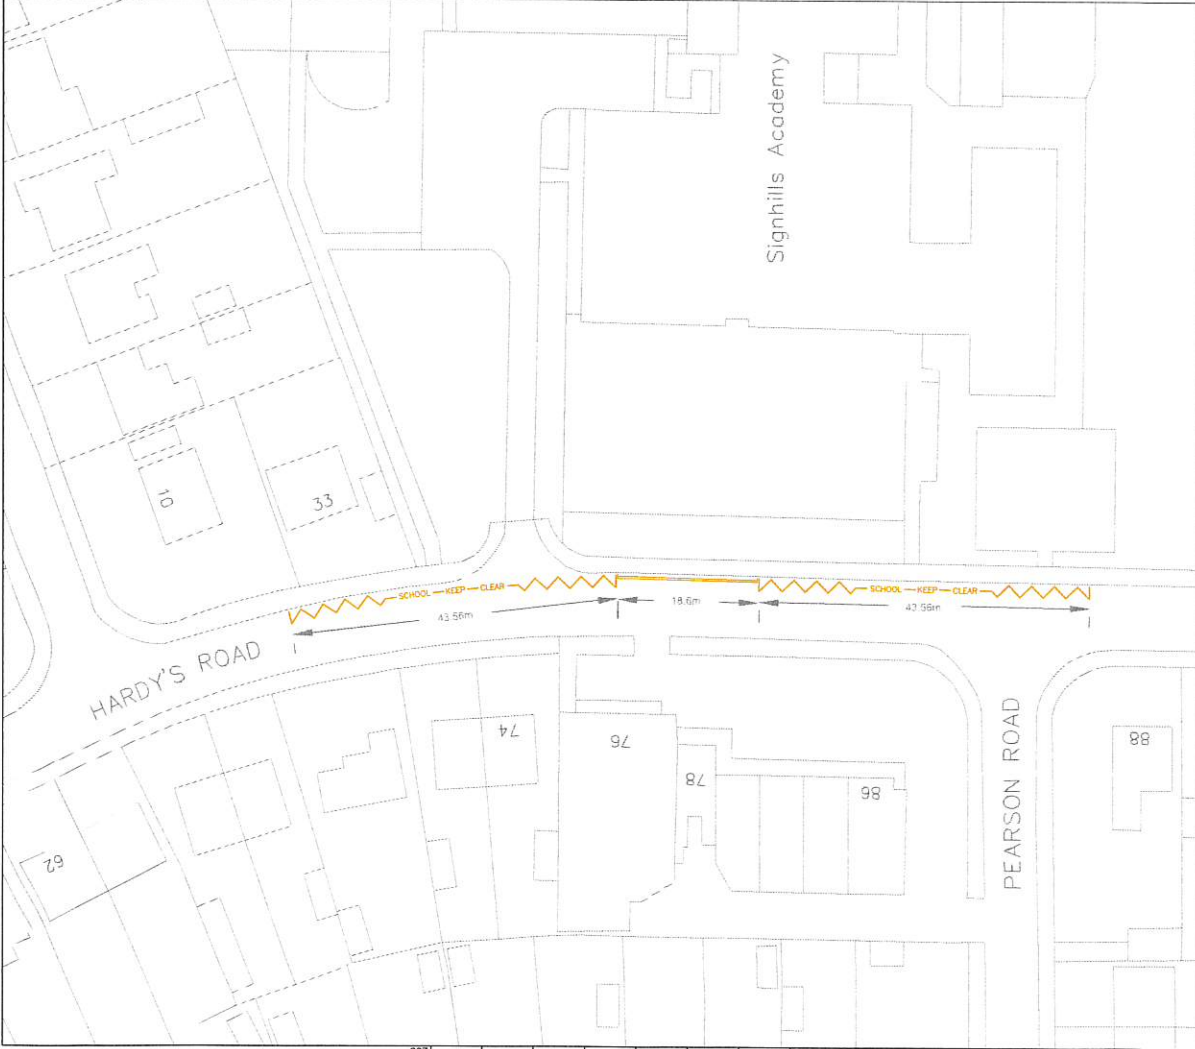 Signhills Academy
10
33
SCHOOL KEEP CLEAR
SCHOOL KEEP CLEAR
43.56m
18.6m
43.56m
HARDY'S ROAD
74
76
78
86
88
PEARSON ROAD
62